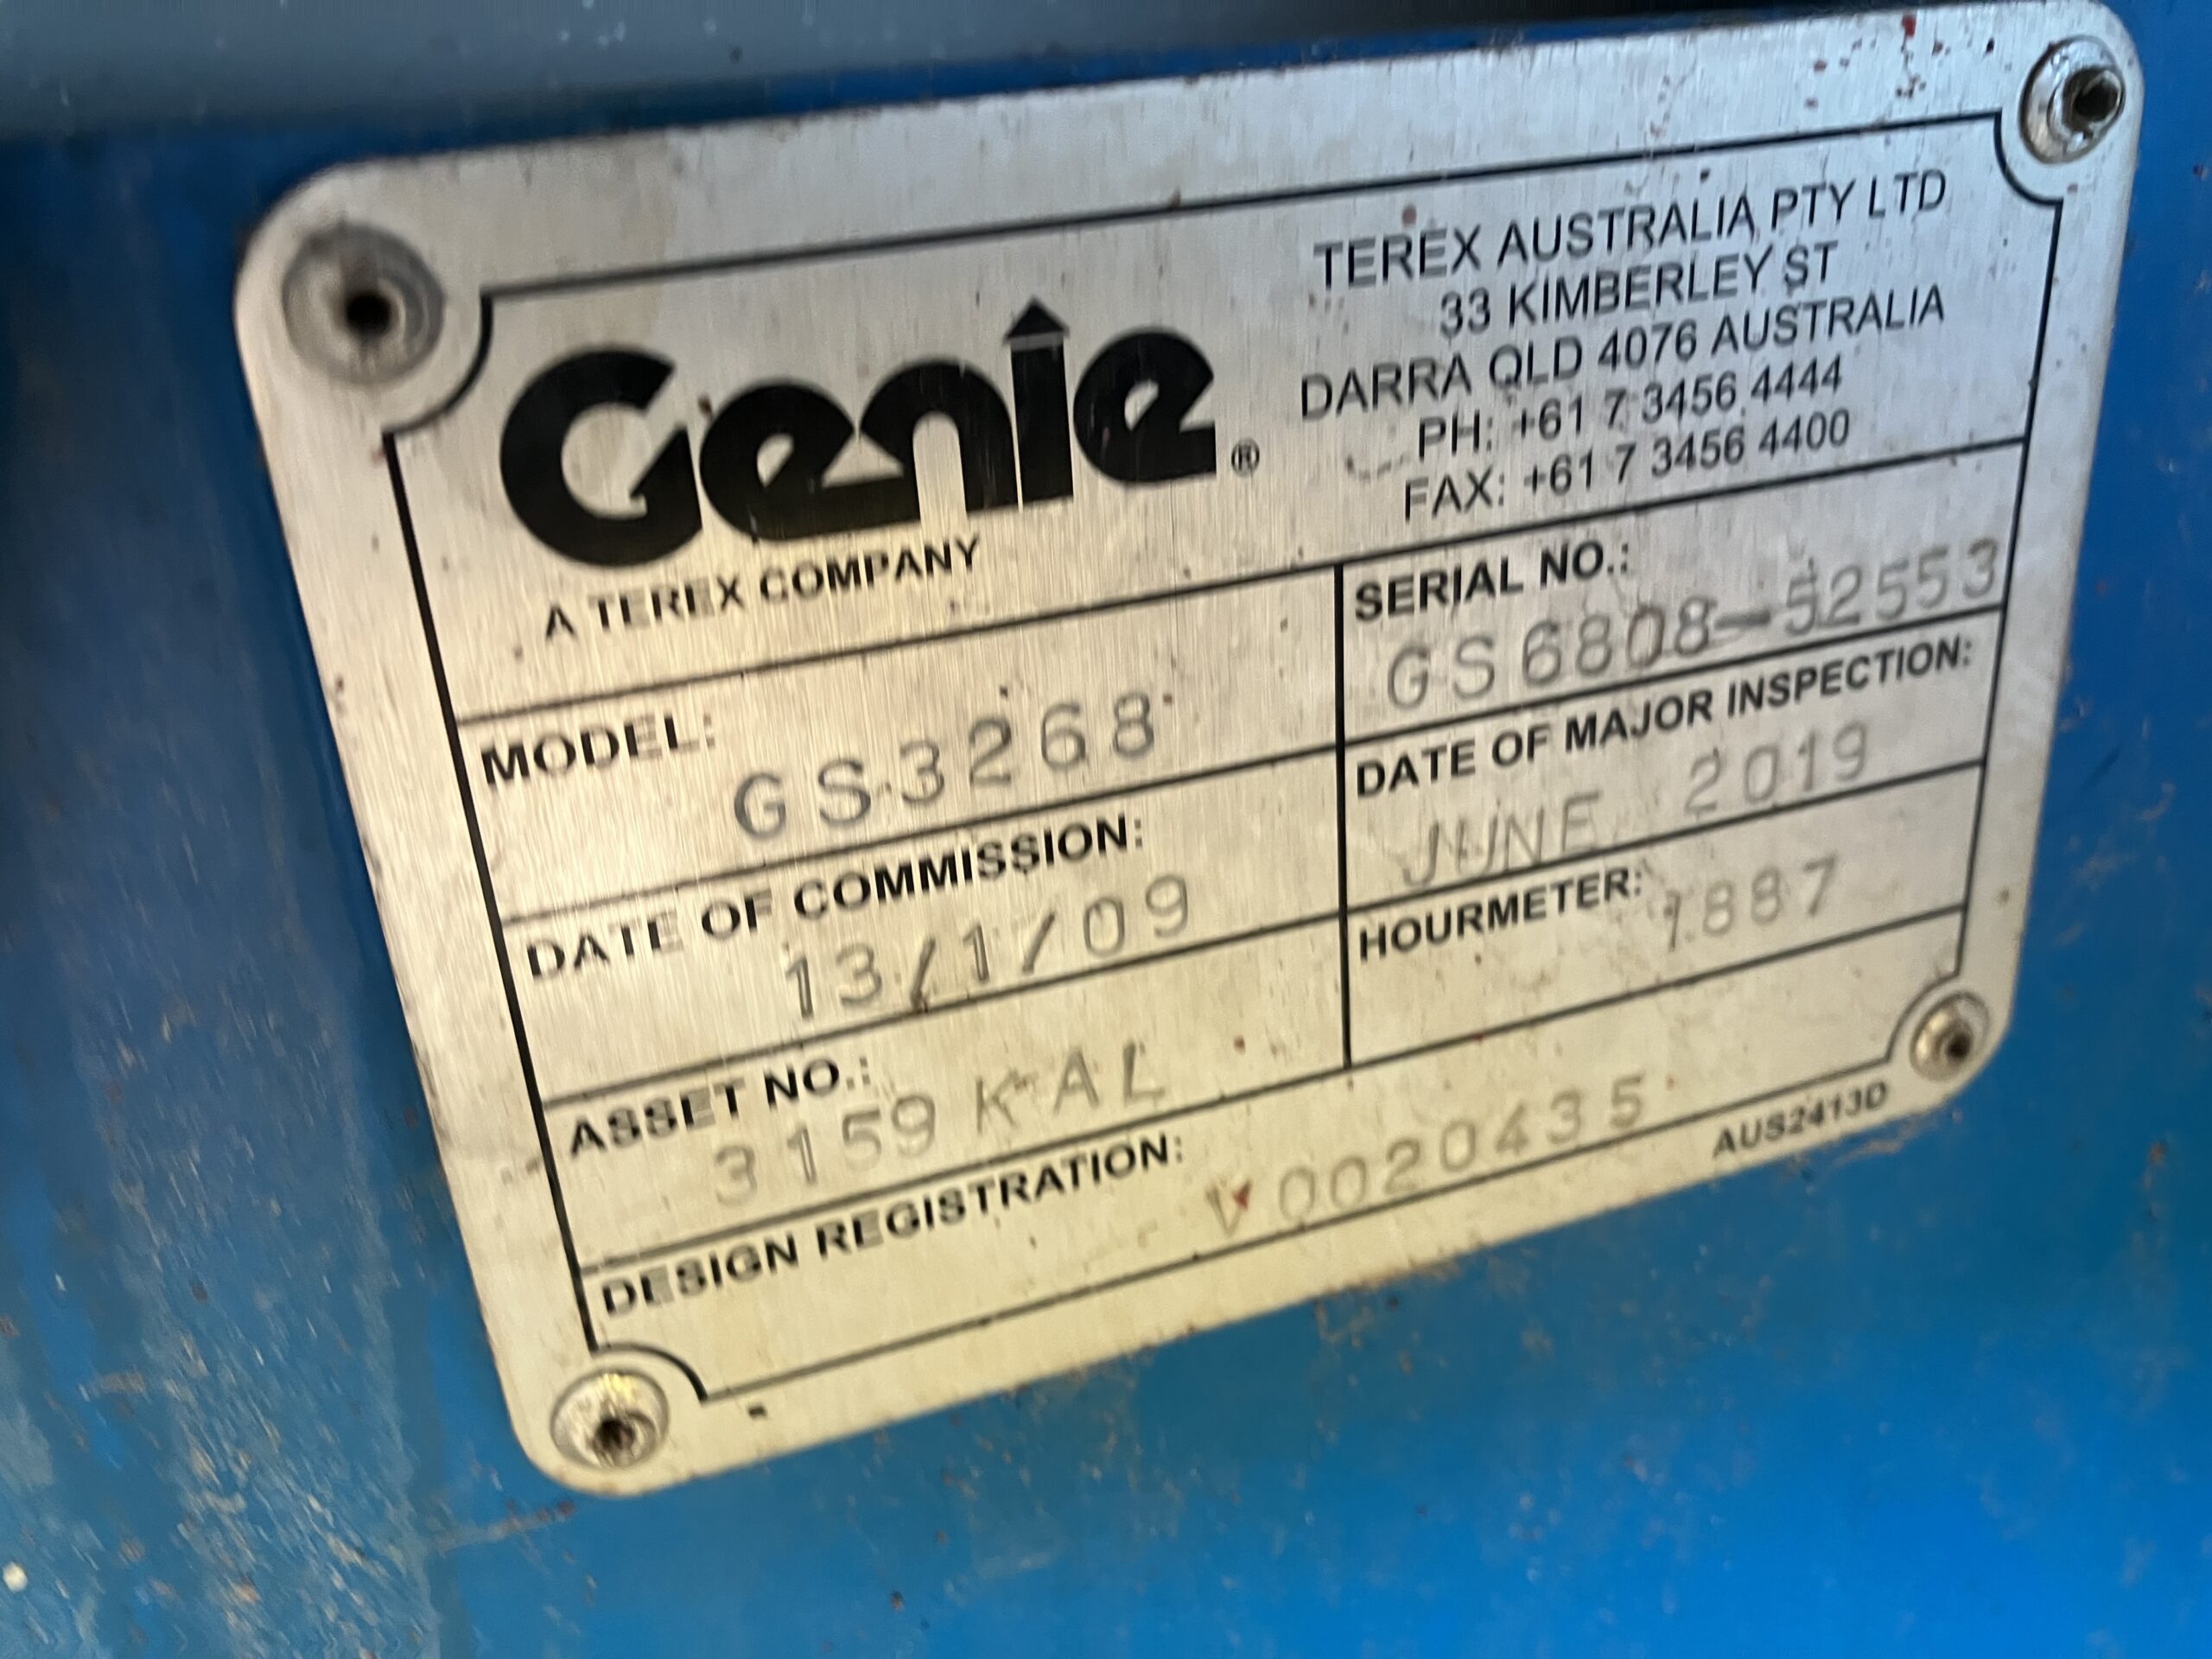 Genie®
A TEREX COMPANY
TEREX AUSTRALIA PTY LTD
33 KIMBERLEY ST
DARRA QLD 4076 AUSTRALIA
PH: +61 7 3456 4444
FAX: +61 7 3456 4400
MODEL:
GS3268
SERIAL NO.:
GS6808-52553
DATE OF COMMISSION:
13/1/09
DATE OF MAJOR INSPECTION:
JUNE 2019
ASSET NO.:
3159 KAL
HOURMETER: 1887
DESIGN REGISTRATION:
V0020435
AUS2413D